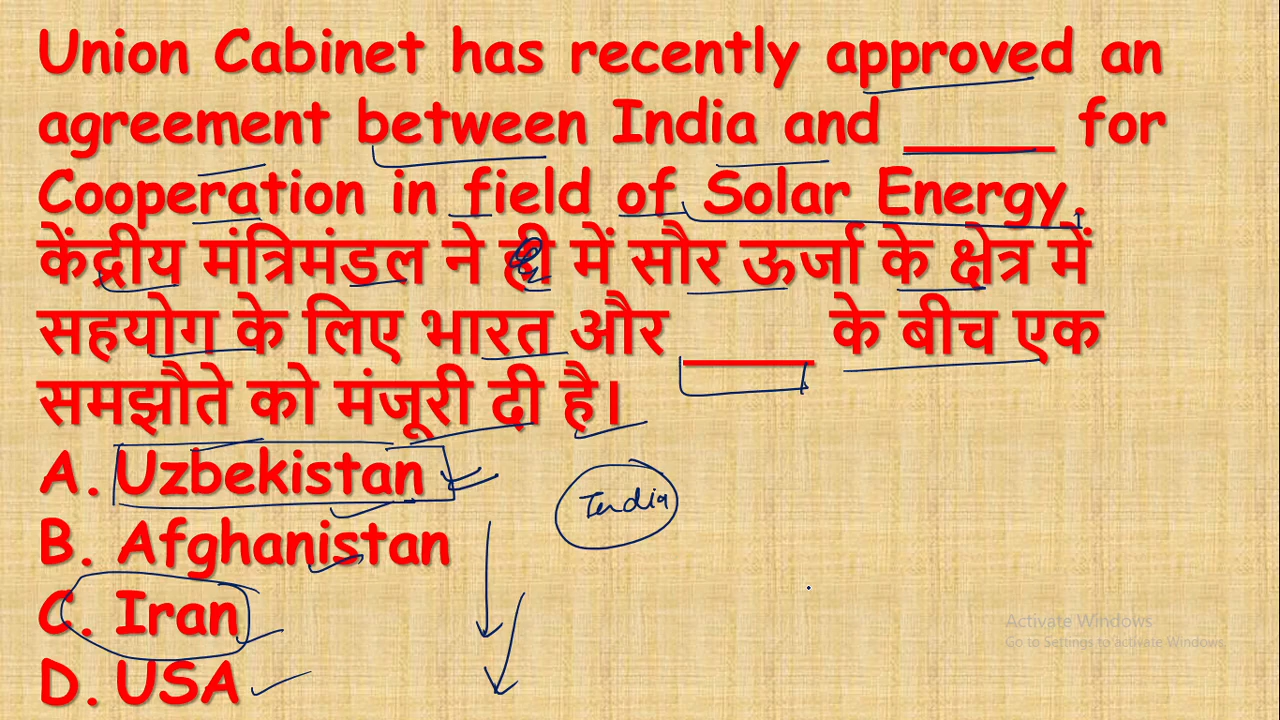 Union Cabinet has recently approved an
agreement between India and _____ for
Cooperation in field of Solar Energy.
केंद्रीय मंत्रिमंडल ने ही में सौर ऊर्जा के क्षेत्र में
सहयोग के लिए भारत और _____ के बीच एक
समझौते को मंजूरी दी है।
A. Uzbekistan
India
B. Afghanistan
C. Iran
D. USA
Activate Windows
Go to Settings to activate Windows.